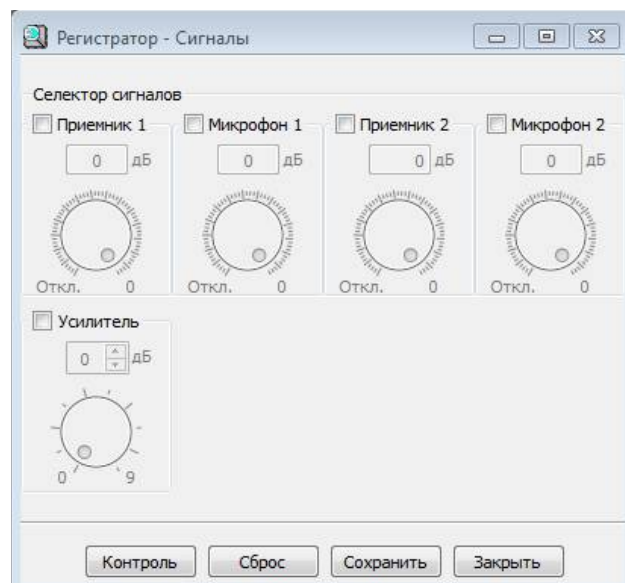 Регистратор - Сигналы
Селектор сигналов
Приемник 1 Микрофон 1 Приемник 2 Микрофон 2
0 дБ 0 дБ 0 дБ 0 дБ
Откл. 0 Откл. 0 Откл. 0 Откл. 0
Усилитель
0 дБ
0 9
Контроль Сброс Сохранить Закрыть